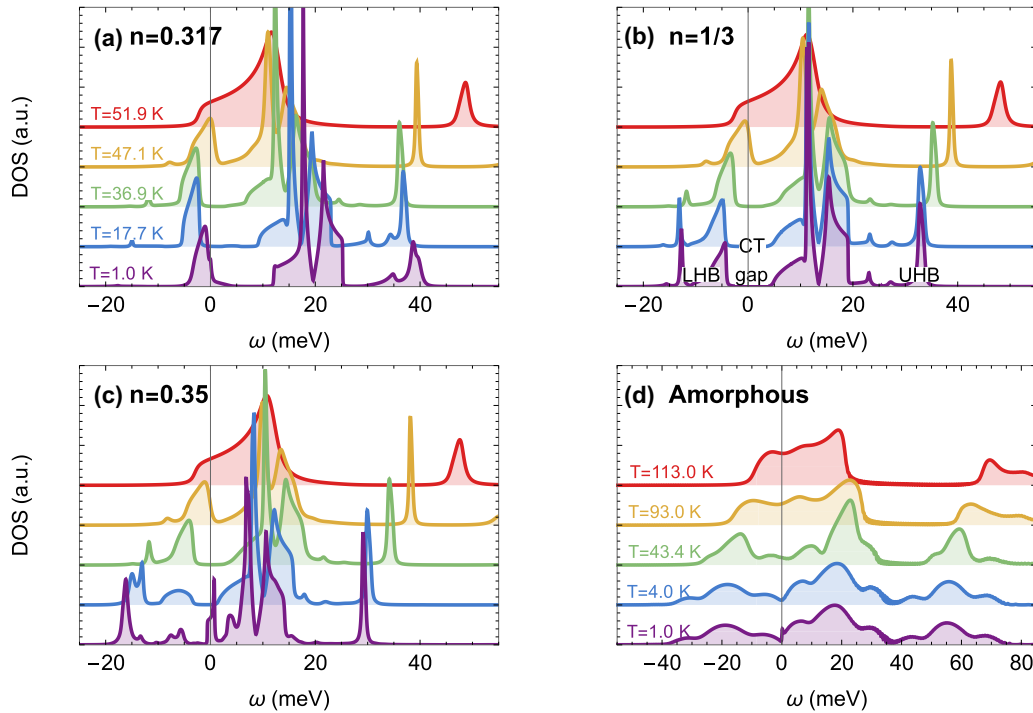 (a) n=0.317
DOS (a.u.)
T=51.9 K
T=47.1 K
T=36.9 K
T=17.7 K
T=1.0 K
−20 0 20 40
ω (meV)
(b) n=1/3
CT
LHB gap UHB
−20 0 20 40
ω (meV)
(c) n=0.35
DOS (a.u.)
−20 0 20 40
ω (meV)
(d) Amorphous
T=113.0 K
T=93.0 K
T=43.4 K
T=4.0 K
T=1.0 K
−40 −20 0 20 40 60 80
ω (meV)